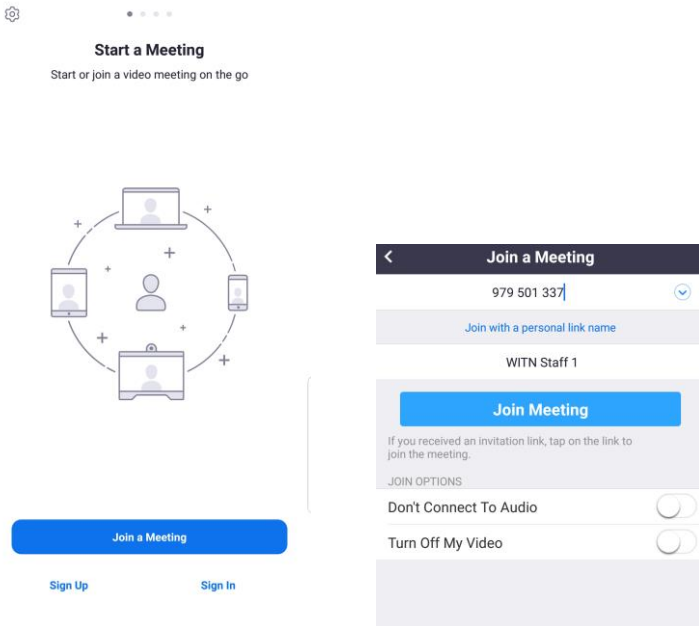 Start a Meeting
Start or join a video meeting on the go
Join a Meeting
Sign Up
Sign In
Join a Meeting
979 501 337
Join with a personal link name
WITN Staff 1
Join Meeting
If you received an invitation link, tap on the link to
join the meeting.
JOIN OPTIONS
Don't Connect To Audio
Turn Off My Video